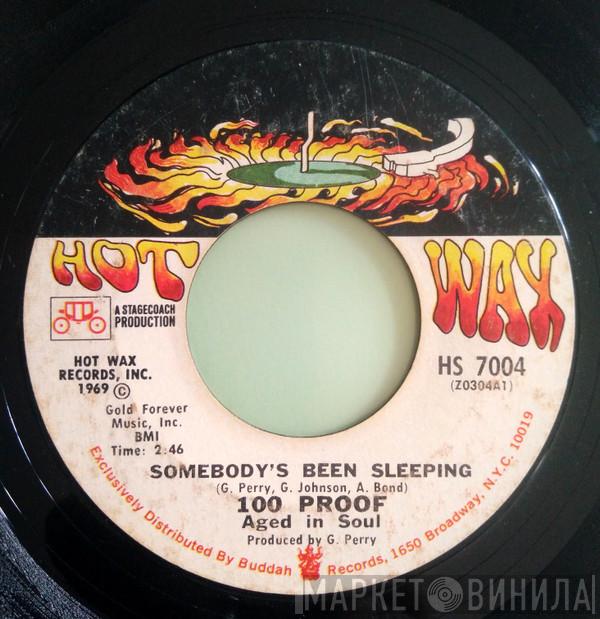 HOT WAX
A STAGECOACH
PRODUCTION
HOT WAX
RECORDS, INC.
1969 ©
HS 7004
(Z0304A1)
Gold Forever
Music, Inc.
BMI
Time: 2:46
SOMEBODY'S BEEN SLEEPING
(G. Perry, G. Johnson, A. Bond)
100 PROOF
Aged in Soul
Produced by G. Perry
Exclusively Distributed By Buddah Records, 1650 Broadway, N.Y.C. 10019
МАРКЕТ ВИНИЛА